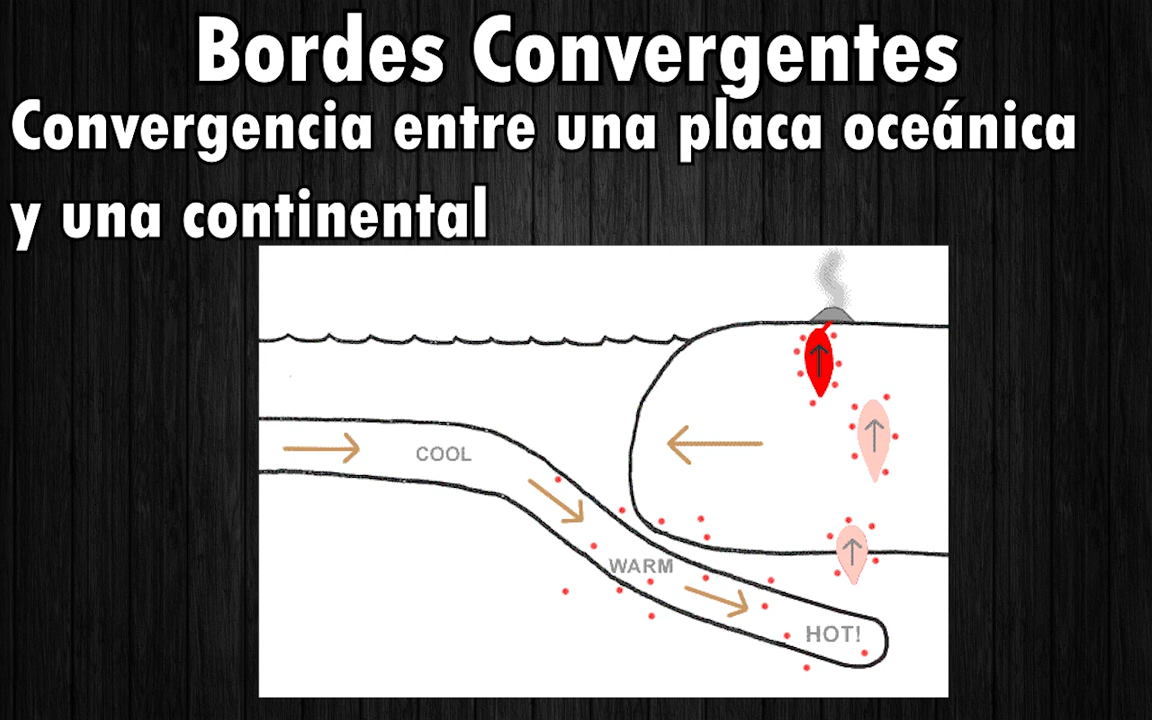 Bordes Convergentes
Convergencia entre una placa oceánica
y una continental
COOL
WARM
HOT!